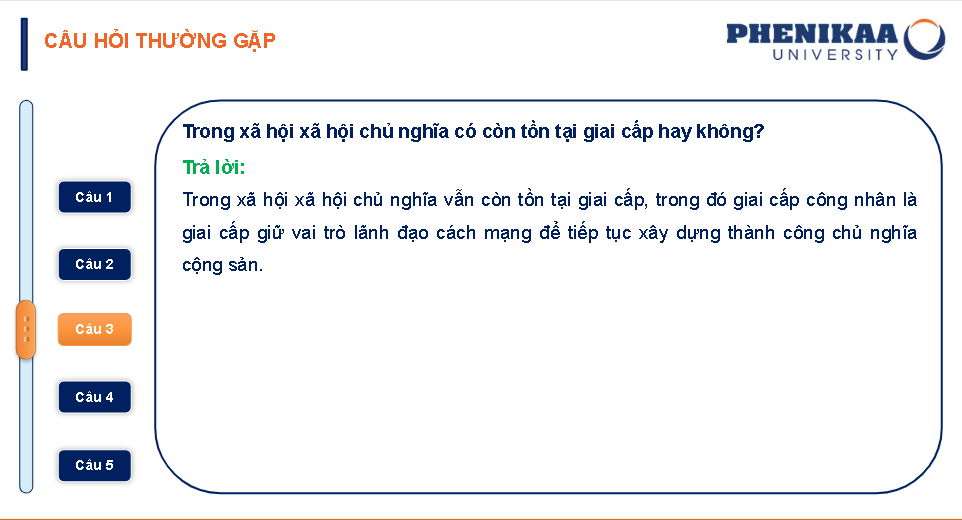 CÂU HỎI THƯỜNG GẶP
PHENIKAA
UNIVERSITY
Trong xã hội xã hội chủ nghĩa có còn tồn tại giai cấp hay không?
Trả lời:
Trong xã hội xã hội chủ nghĩa vẫn còn tồn tại giai cấp, trong đó giai cấp công nhân là
giai cấp giữ vai trò lãnh đạo cách mạng để tiếp tục xây dựng thành công chủ nghĩa
cộng sản.
Câu 1
Câu 2
Câu 3
Câu 4
Câu 5